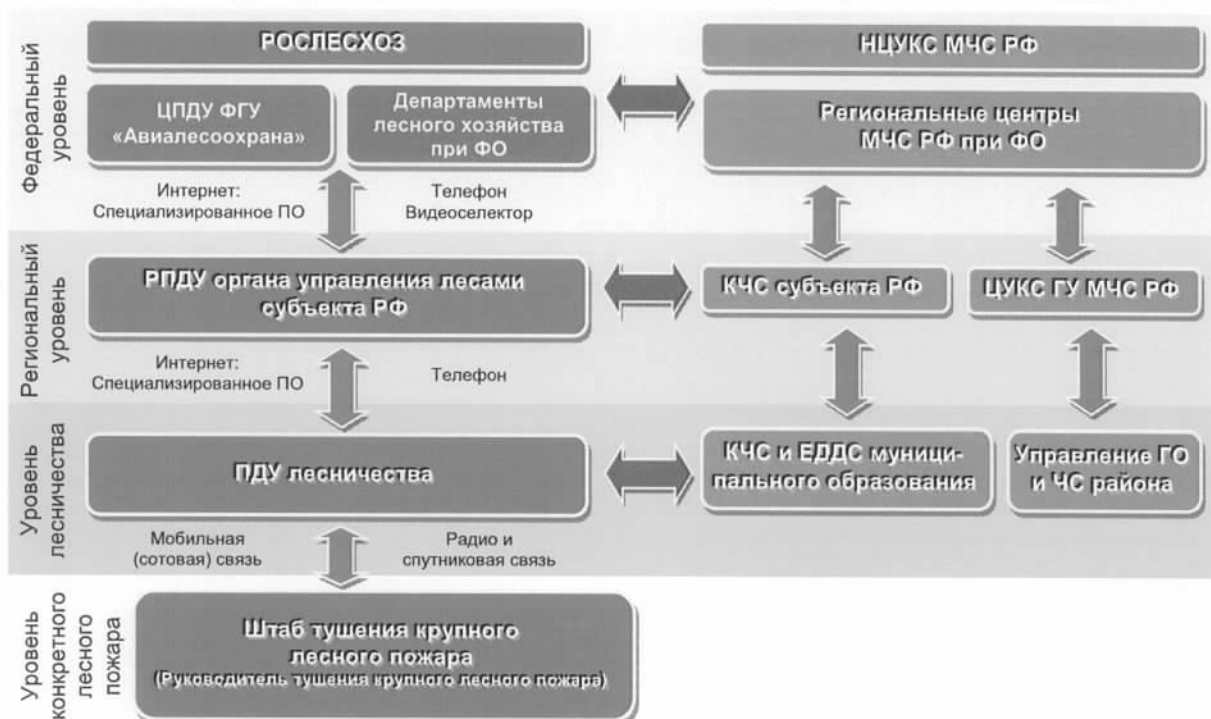 Федеральный
уровень
РОСЛЕСХОЗ
НЦУКС МЧС РФ
ЦПДУ ФГУ
«Авиалесоохрана»
Департаменты
лесного хозяйства
при ФО
Региональные центры
МЧС РФ при ФО
Интернет:
Специализированное ПО
Телефон
Видеоселектор
Региональный
уровень
РПДУ органа управления лесами
субъекта РФ
КЧС субъекта РФ
ЦУКС ГУ МЧС РФ
Интернет:
Специализированное ПО
Телефон
Уровень
лесничества
ПДУ лесничества
КЧС и ЕДДС муници-
пального образования
Управление ГО
и ЧС района
Мобильная
(сотовая) связь
Радио и
спутниковая связь
Уровень
конкретного
лесного
пожара
Штаб тушения крупного
лесного пожара
(Руководитель тушения крупного лесного пожара)